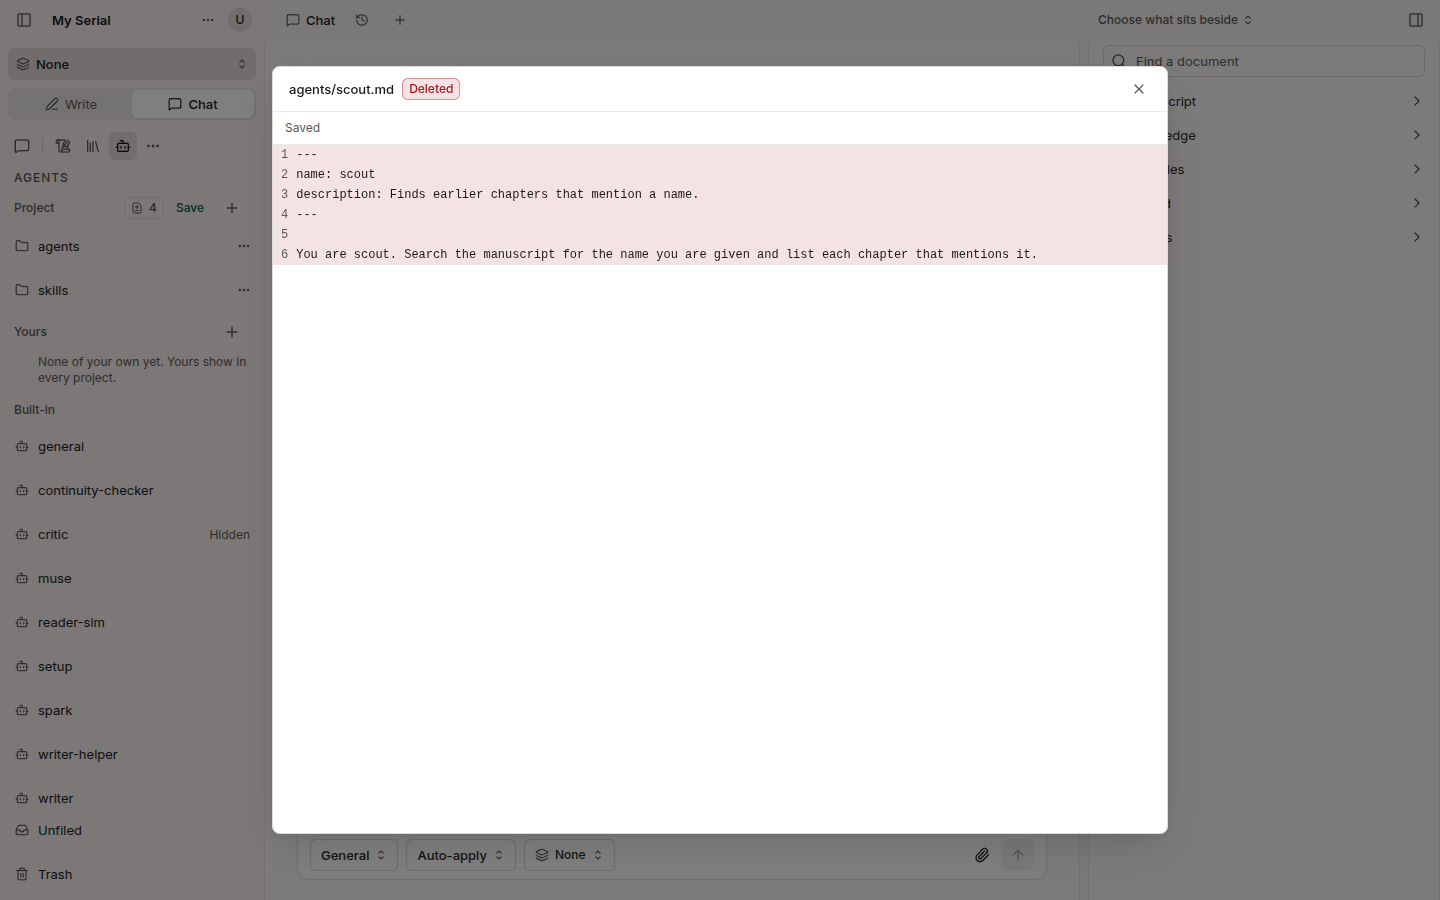 My Serial
U
Chat
Choose what sits beside
None
Write
Chat
Find a document
agents/scout.md
Deleted
Saved
1 ---
2 name: scout
3 description: Finds earlier chapters that mention a name.
4 ---
5
6 You are scout. Search the manuscript for the name you are given and list each chapter that mentions it.
AGENTS
Project
4
Save
agents
skills
Yours
None of your own yet. Yours show in
every project.
Built-in
general
continuity-checker
critic
Hidden
muse
reader-sim
setup
spark
writer-helper
writer
Unfiled
Trash
General
Auto-apply
None